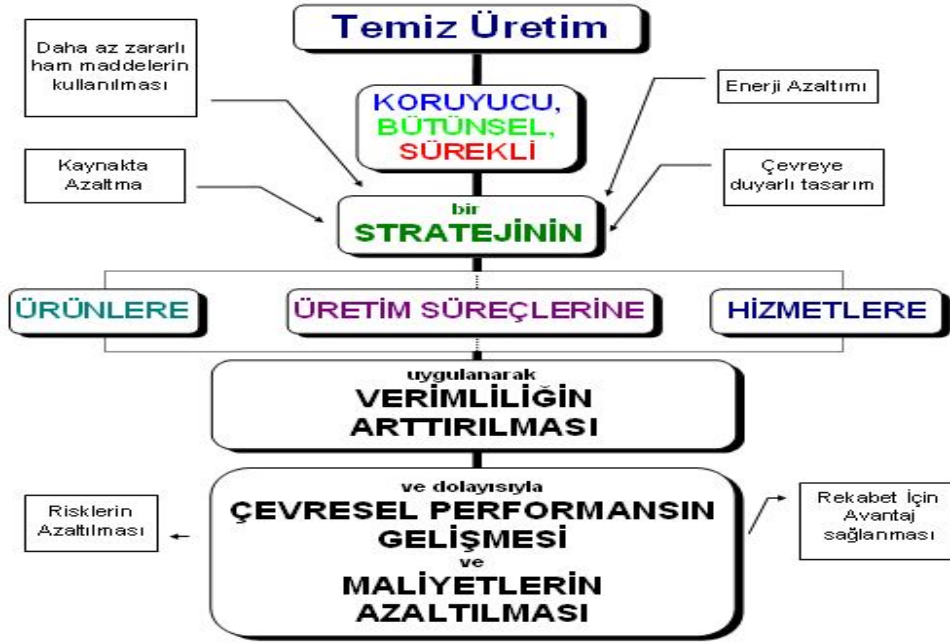 Temiz Üretim
Daha az zararlı
ham maddelerin
kullanılması
KORUYUCU,
BÜTÜNSEL,
SÜREKLİ
Enerji Azaltımı
Kaynakta
Azaltma
Çevreye
duyarlı tasarım
bir
STRATEJİNİN
ÜRÜNLERE
ÜRETİM SÜREÇLERİNE
HİZMETLERE
uygulanarak
VERİMLİLİĞİN
ARTTIRILMASI
ve dolayısıyla
ÇEVRESEL PERFORMANSIN
GELİŞMESİ
ve
MALİYETLERİN
AZALTILMASI
Risklerin
Azaltılması
Rekabet İçin
Avantaj
sağlanması